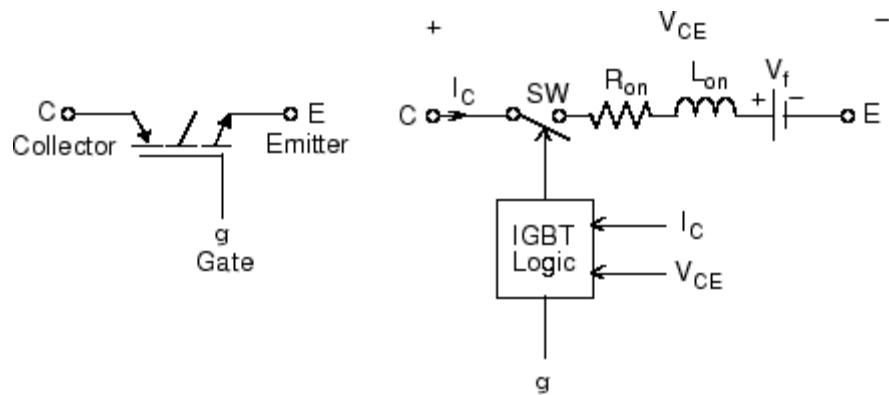 C
Collector
E
Emitter
g
Gate
+ V_CE −
C
I_C
SW
R_on
L_on
V_f
+ −
E
IGBT
Logic
I_C
V_CE
g